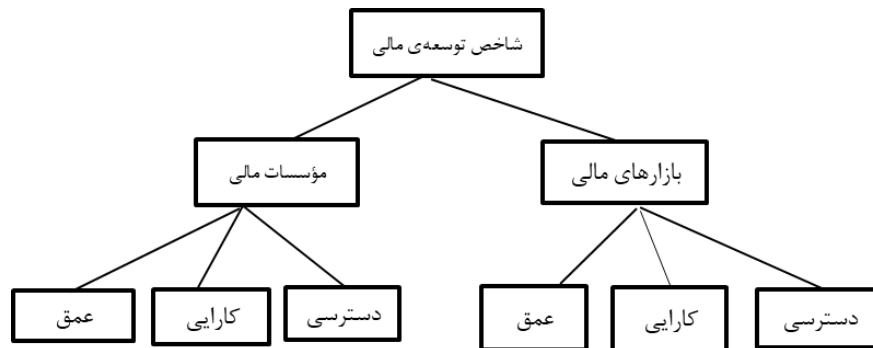 شاخص توسعه‌ی مالی
بازارهای مالی
مؤسسات مالی
دسترسی
کارایی
عمق
دسترسی
کارایی
عمق